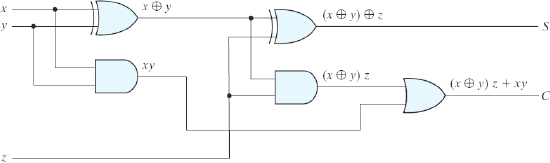 x
x ⊕ y
(x ⊕ y) ⊕ z
S
y
xy
(x ⊕ y) z
(x ⊕ y) z + xy
C
z